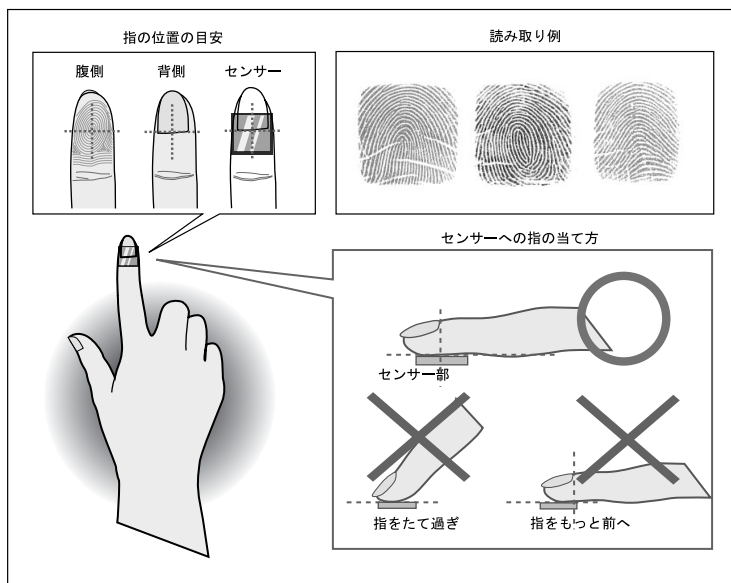 指の位置の目安
読み取り例
腹側
背側
センサー
センサーへの指の当て方
センサー部
指をたて過ぎ
指をもっと前へ